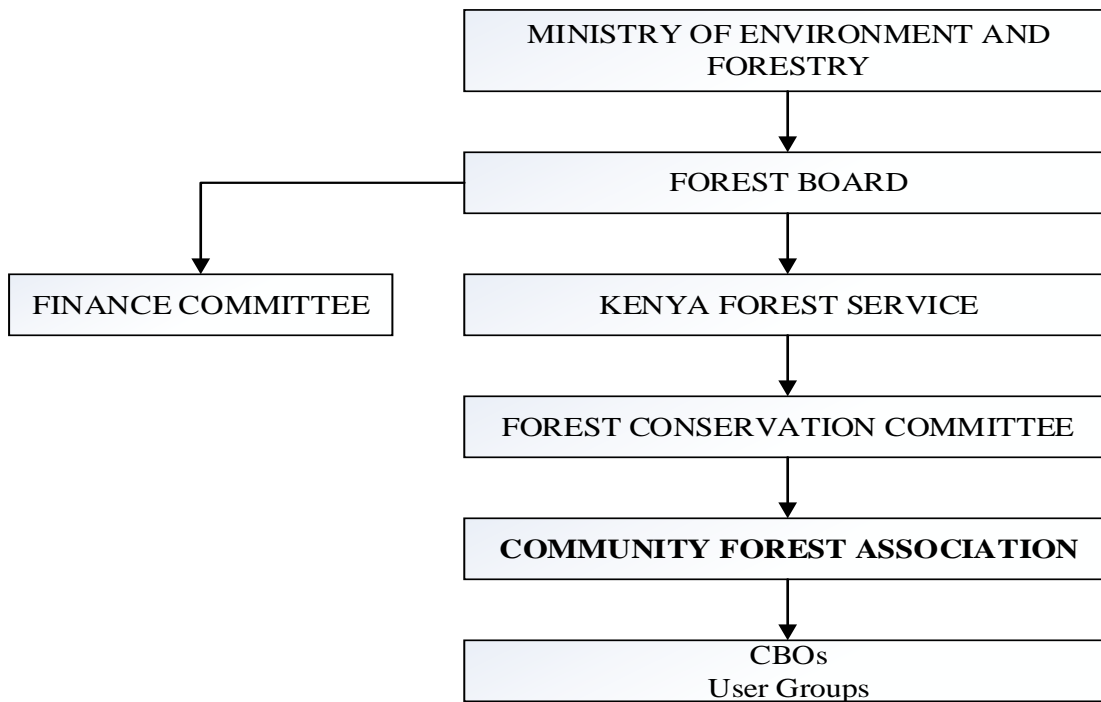 MINISTRY OF ENVIRONMENT AND
FORESTRY
FOREST BOARD
FINANCE COMMITTEE
KENYA FOREST SERVICE
FOREST CONSERVATION COMMITTEE
COMMUNITY FOREST ASSOCIATION
CBOs
User Groups